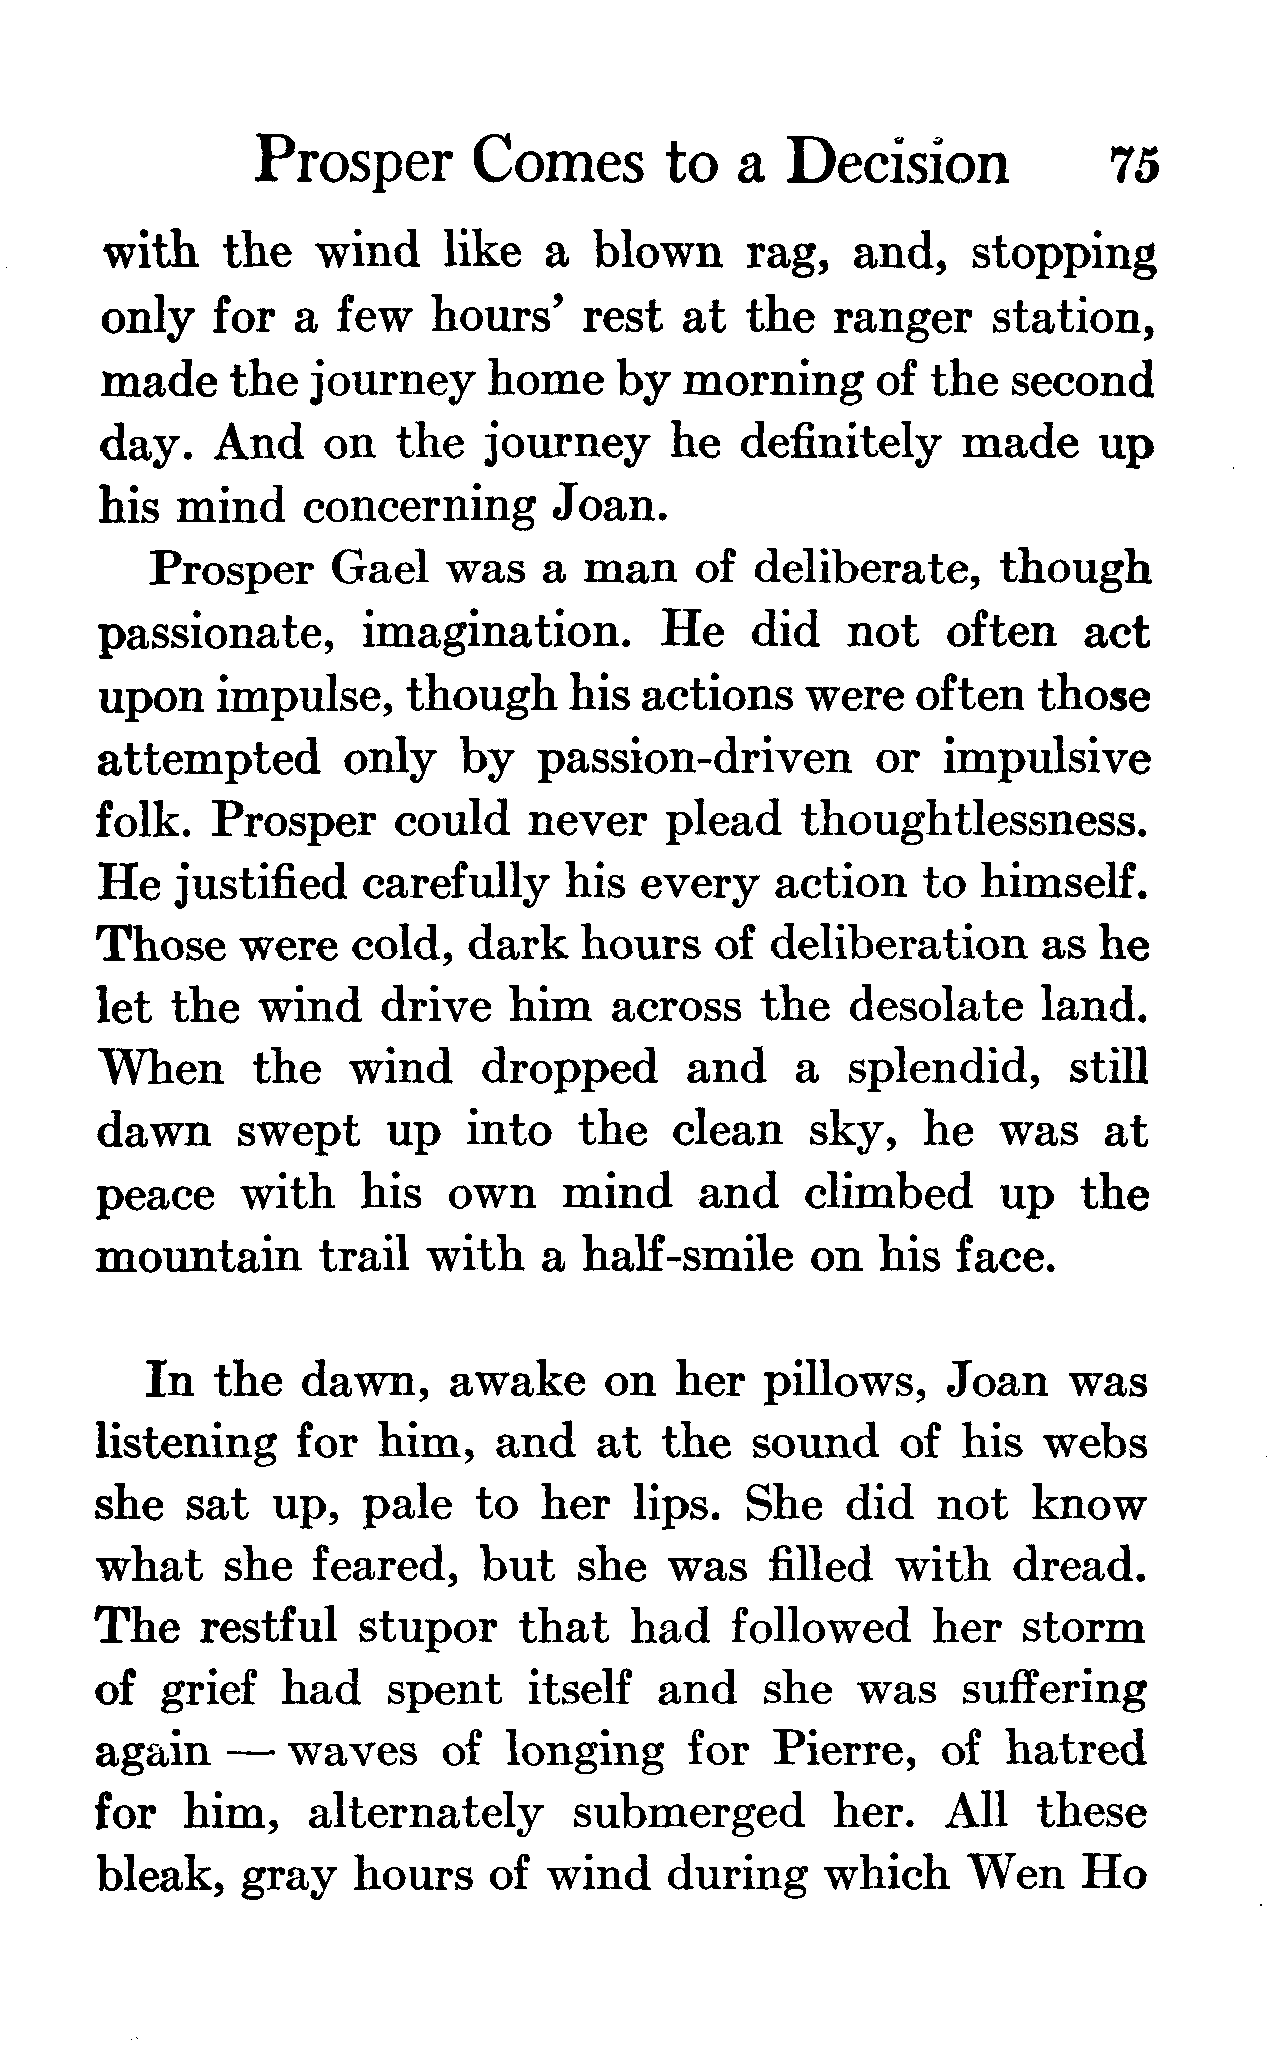 Prosper Comes to a Decision 75
with the wind like a blown rag, and, stopping
only for a few hours’ rest at the ranger station,
made the journey home by morning of the second
day. And on the journey he definitely made up
his mind concerning Joan.
Prosper Gael was a man of deliberate, though
passionate, imagination. He did not often act
upon impulse, though his actions were often those
attempted only by passion-driven or impulsive
folk. Prosper could never plead thoughtlessness.
He justified carefully his every action to himself.
Those were cold, dark hours of deliberation as he
let the wind drive him across the desolate land.
When the wind dropped and a splendid, still
dawn swept up into the clean sky, he was at
peace with his own mind and climbed up the
mountain trail with a half-smile on his face.
In the dawn, awake on her pillows, Joan was
listening for him, and at the sound of his webs
she sat up, pale to her lips. She did not know
what she feared, but she was filled with dread.
The restful stupor that had followed her storm
of grief had spent itself and she was suffering
again — waves of longing for Pierre, of hatred
for him, alternately submerged her. All these
bleak, gray hours of wind during which Wen Ho